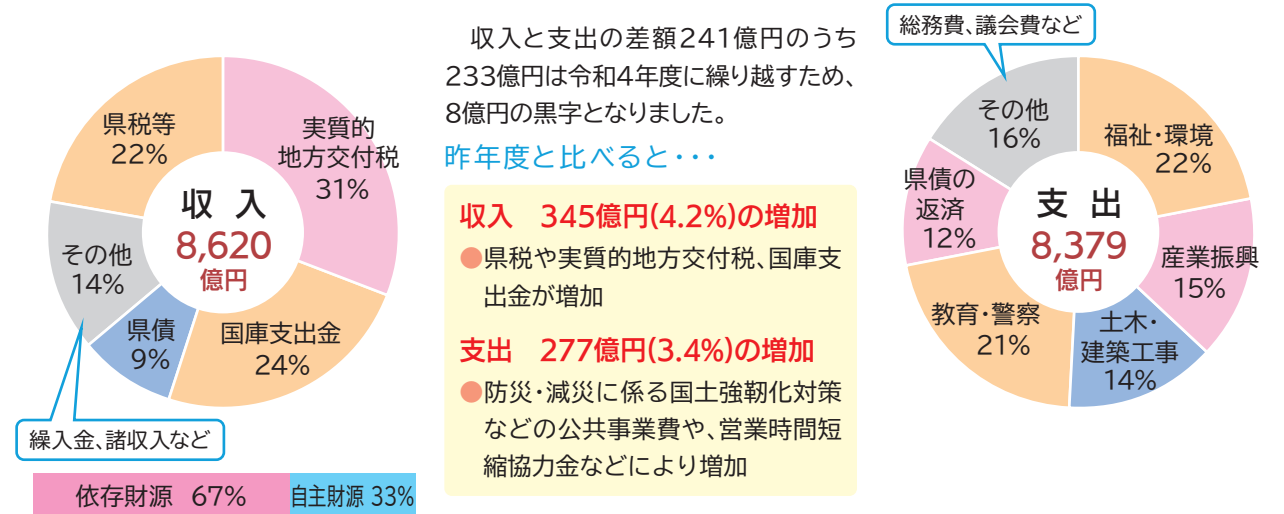 実質的
地方交付税
31%
国庫支出金
24%
県債
9%
その他
14%
県税等
22%
収入
8,620
億円
繰入金、諸収入など
依存財源 67%
自主財源 33%
収入と支出の差額241億円のうち
233億円は令和4年度に繰り越すため、
8億円の黒字となりました。
昨年度と比べると・・・
収入 345億円(4.2%)の増加
●県税や実質的地方交付税、国庫支
出金が増加
支出 277億円(3.4%)の増加
●防災・減災に係る国土強靭化対策
などの公共事業費や、営業時間短
縮協力金などにより増加
総務費、議会費など
福祉・環境
22%
産業振興
15%
土木・
建築工事
14%
教育・警察
21%
県債の
返済
12%
その他
16%
支出
8,379
億円